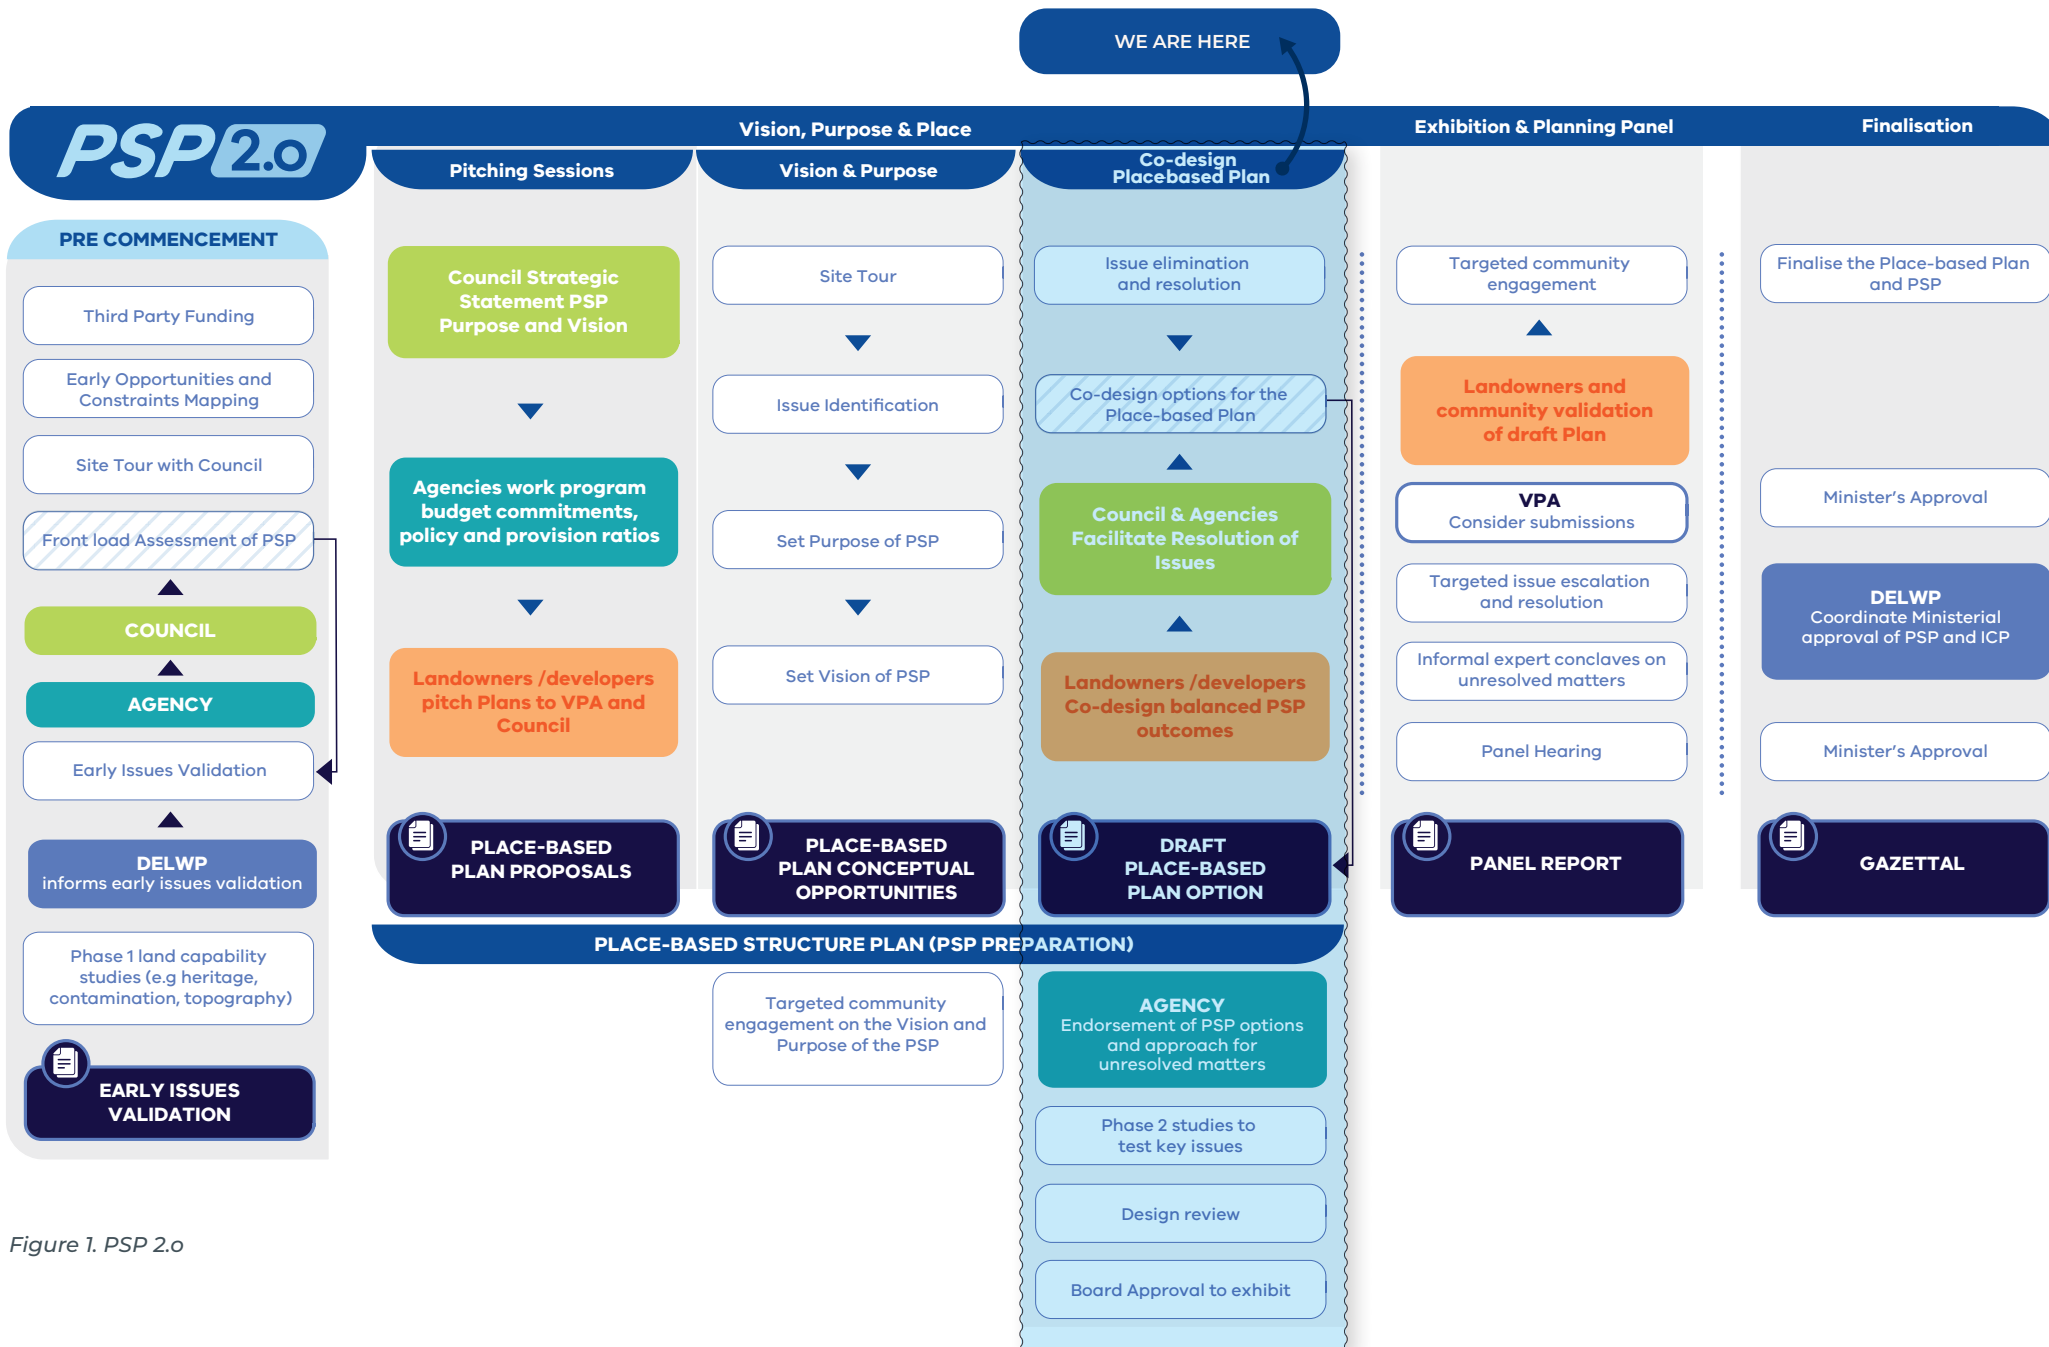 WE ARE HERE
PSP 2.0
Vision, Purpose & Place
Exhibition & Planning Panel
Finalisation
Pitching Sessions
Vision & Purpose
Co-design
Placebased Plan
PRE COMMENCEMENT
Third Party Funding
Early Opportunities and
Constraints Mapping
Site Tour with Council
Front load Assessment of PSP
COUNCIL
AGENCY
Early Issues Validation
DELWP
informs early issues validation
Phase 1 land capability
studies (e.g heritage,
contamination, topography)
EARLY ISSUES
VALIDATION
Council Strategic
Statement PSP
Purpose and Vision
Agencies work program
budget commitments,
policy and provision ratios
Landowners /developers
pitch Plans to VPA and
Council
PLACE-BASED
PLAN PROPOSALS
Site Tour
Issue Identification
Set Purpose of PSP
Set Vision of PSP
PLACE-BASED
PLAN CONCEPTUAL
OPPORTUNITIES
Issue elimination
and resolution
Co-design options for the
Place-based Plan
Council & Agencies
Facilitate Resolution of
Issues
Landowners /developers
Co-design balanced PSP
outcomes
DRAFT
PLACE-BASED
PLAN OPTION
Targeted community
engagement
Landowners and
community validation
of draft Plan
VPA
Consider submissions
Targeted issue escalation
and resolution
Informal expert conclaves on
unresolved matters
Panel Hearing
PANEL REPORT
Finalise the Place-based Plan
and PSP
Minister's Approval
DELWP
Coordinate Ministerial
approval of PSP and ICP
Minister's Approval
GAZETTAL
PLACE-BASED STRUCTURE PLAN (PSP PREPARATION)
Targeted community
engagement on the Vision and
Purpose of the PSP
AGENCY
Endorsement of PSP options
and approach for
unresolved matters
Phase 2 studies to
test key issues
Design review
Board Approval to exhibit
Figure 1. PSP 2.0